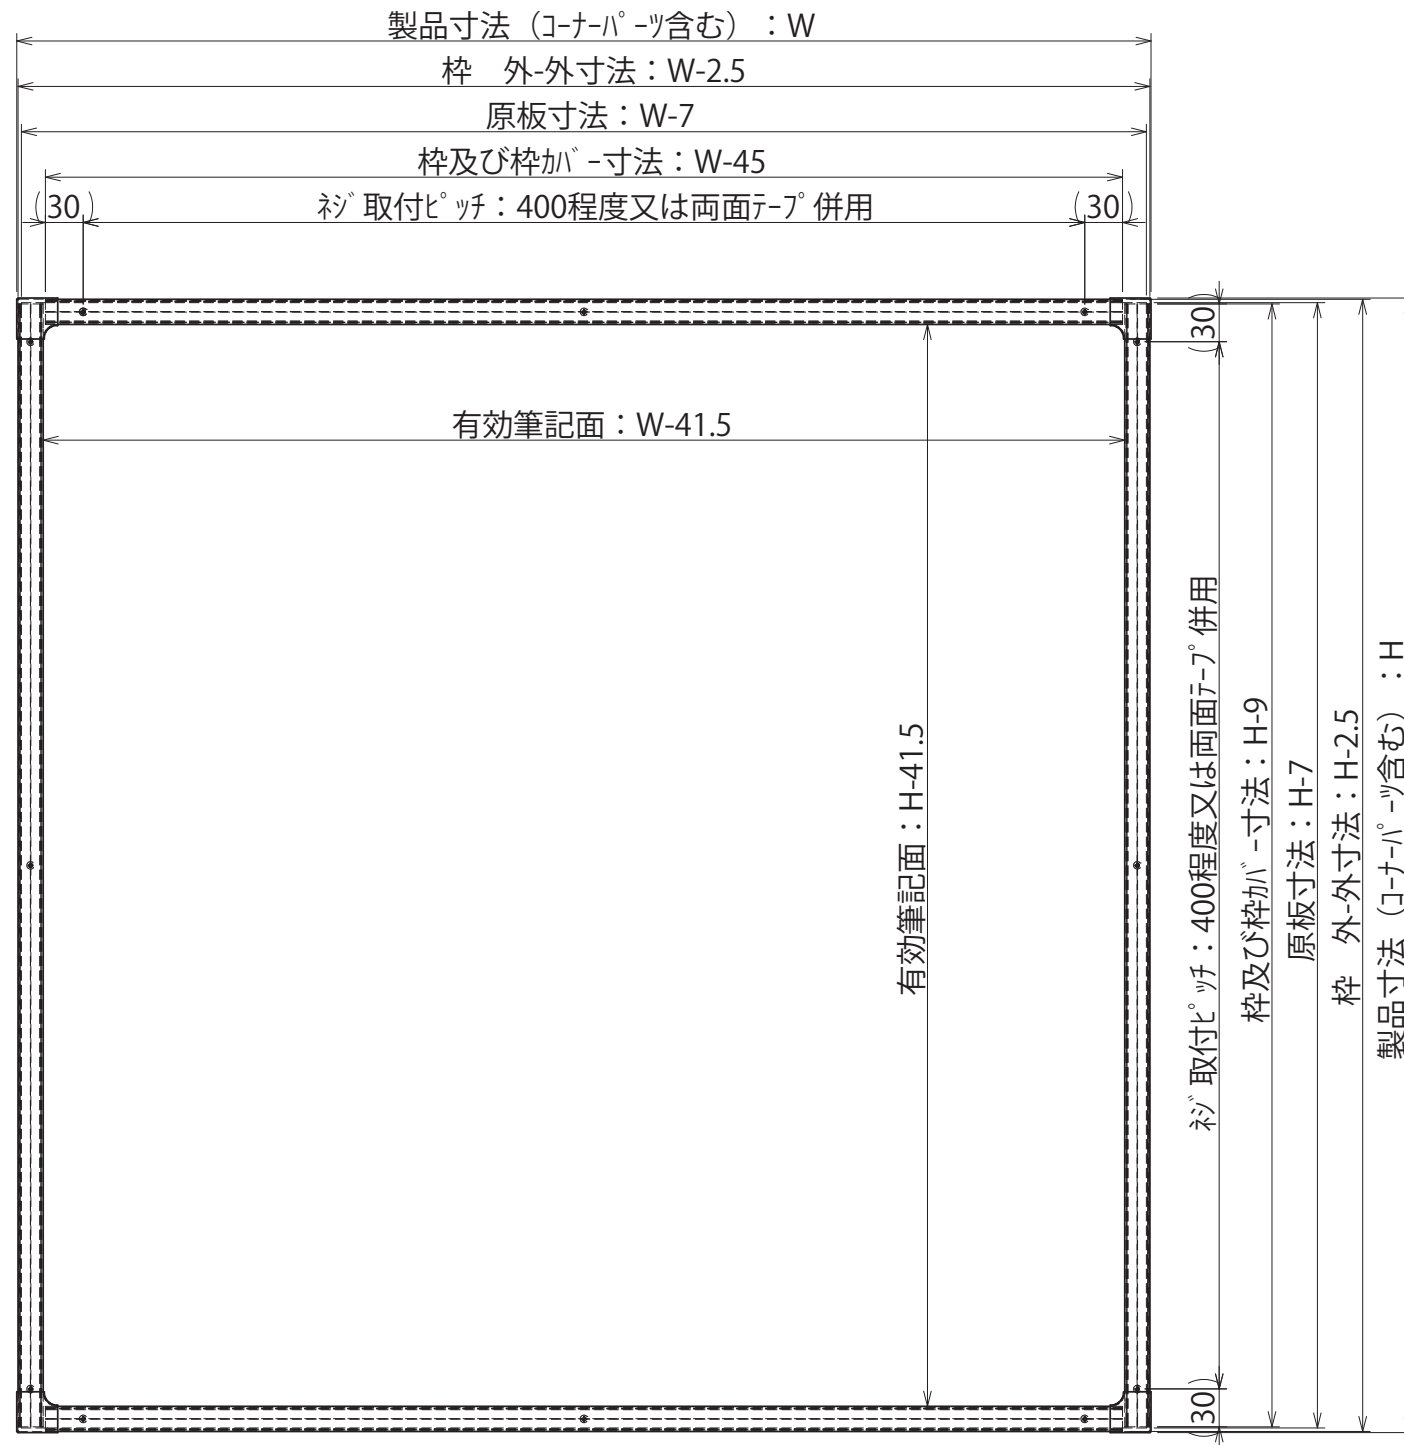 製品寸法（ｺｰﾅｰﾊﾟｰﾂ含む）：W
枠　外-外寸法：W-2.5
原板寸法：W-7
枠及び枠ｶﾊﾞｰ寸法：W-45
(30)
ﾈｼﾞ取付ﾋﾟｯﾁ：400程度又は両面ﾃｰﾌﾟ併用
(30)
(30)
有効筆記面：W-41.5
有効筆記面：H-41.5
ﾈｼﾞ取付ﾋﾟｯﾁ：400程度又は両面ﾃｰﾌﾟ併用
枠及び枠ｶﾊﾞｰ寸法：H-9
原板寸法：H-7
枠　外-外寸法：H-2.5
製品寸法（ｺｰﾅｰﾊﾟｰﾂ含む）：H
(30)